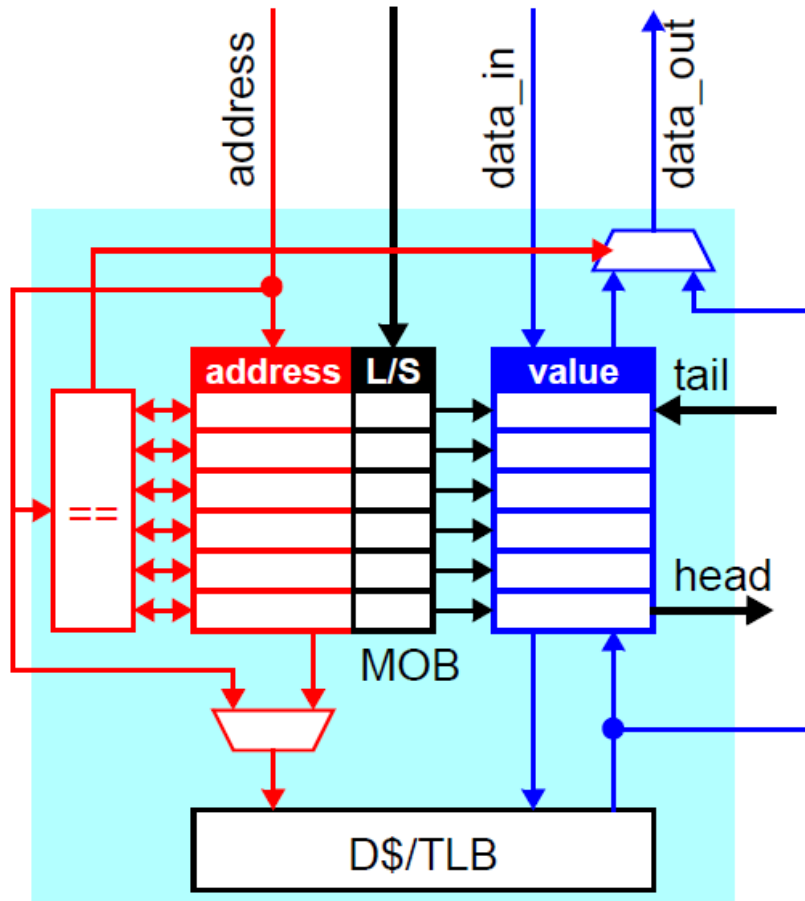 address
data_in
data_out
address L/S value
tail
==
head
MOB
D$/TLB